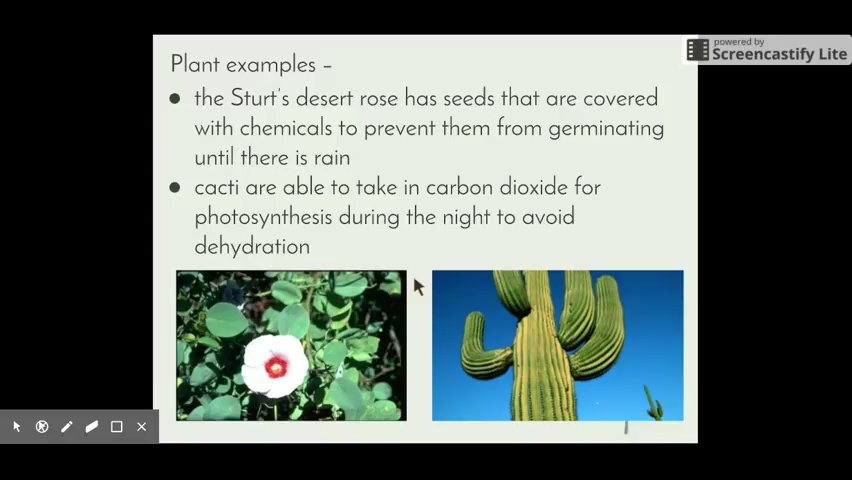 powered by
Screencastify Lite
Plant examples –
● the Sturt's desert rose has seeds that are covered
with chemicals to prevent them from germinating
until there is rain
● cacti are able to take in carbon dioxide for
photosynthesis during the night to avoid
dehydration